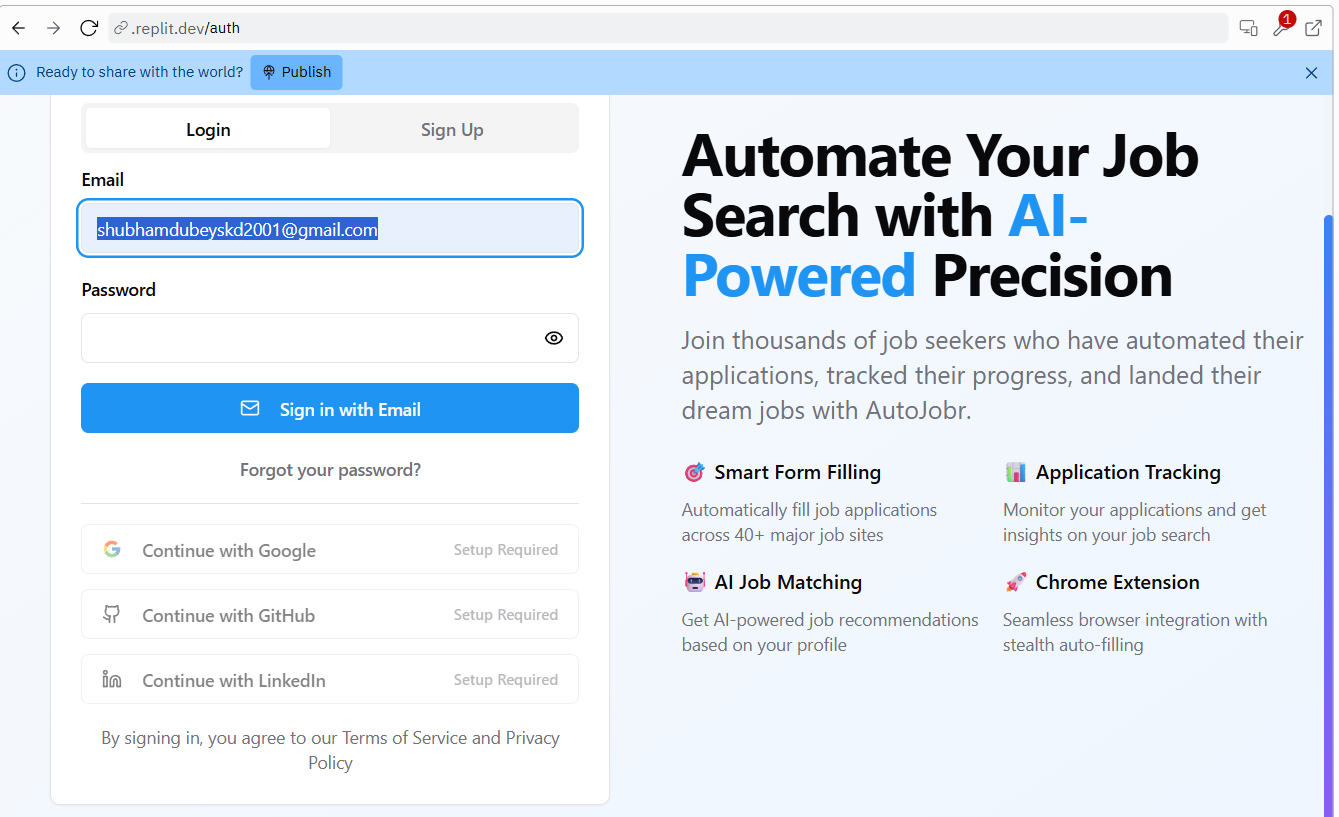 .replit.dev/auth
1
Ready to share with the world?
Publish
Login
Sign Up
Email
shubhamdubeyskd2001@gmail.com
Password
Sign in with Email
Forgot your password?
Continue with Google
Setup Required
Continue with GitHub
Setup Required
Continue with LinkedIn
Setup Required
By signing in, you agree to our Terms of Service and Privacy
Policy
Automate Your Job
Search with AI-
Powered Precision
Join thousands of job seekers who have automated their
applications, tracked their progress, and landed their
dream jobs with AutoJobr.
Smart Form Filling
Automatically fill job applications
across 40+ major job sites
Application Tracking
Monitor your applications and get
insights on your job search
AI Job Matching
Get AI-powered job recommendations
based on your profile
Chrome Extension
Seamless browser integration with
stealth auto-filling